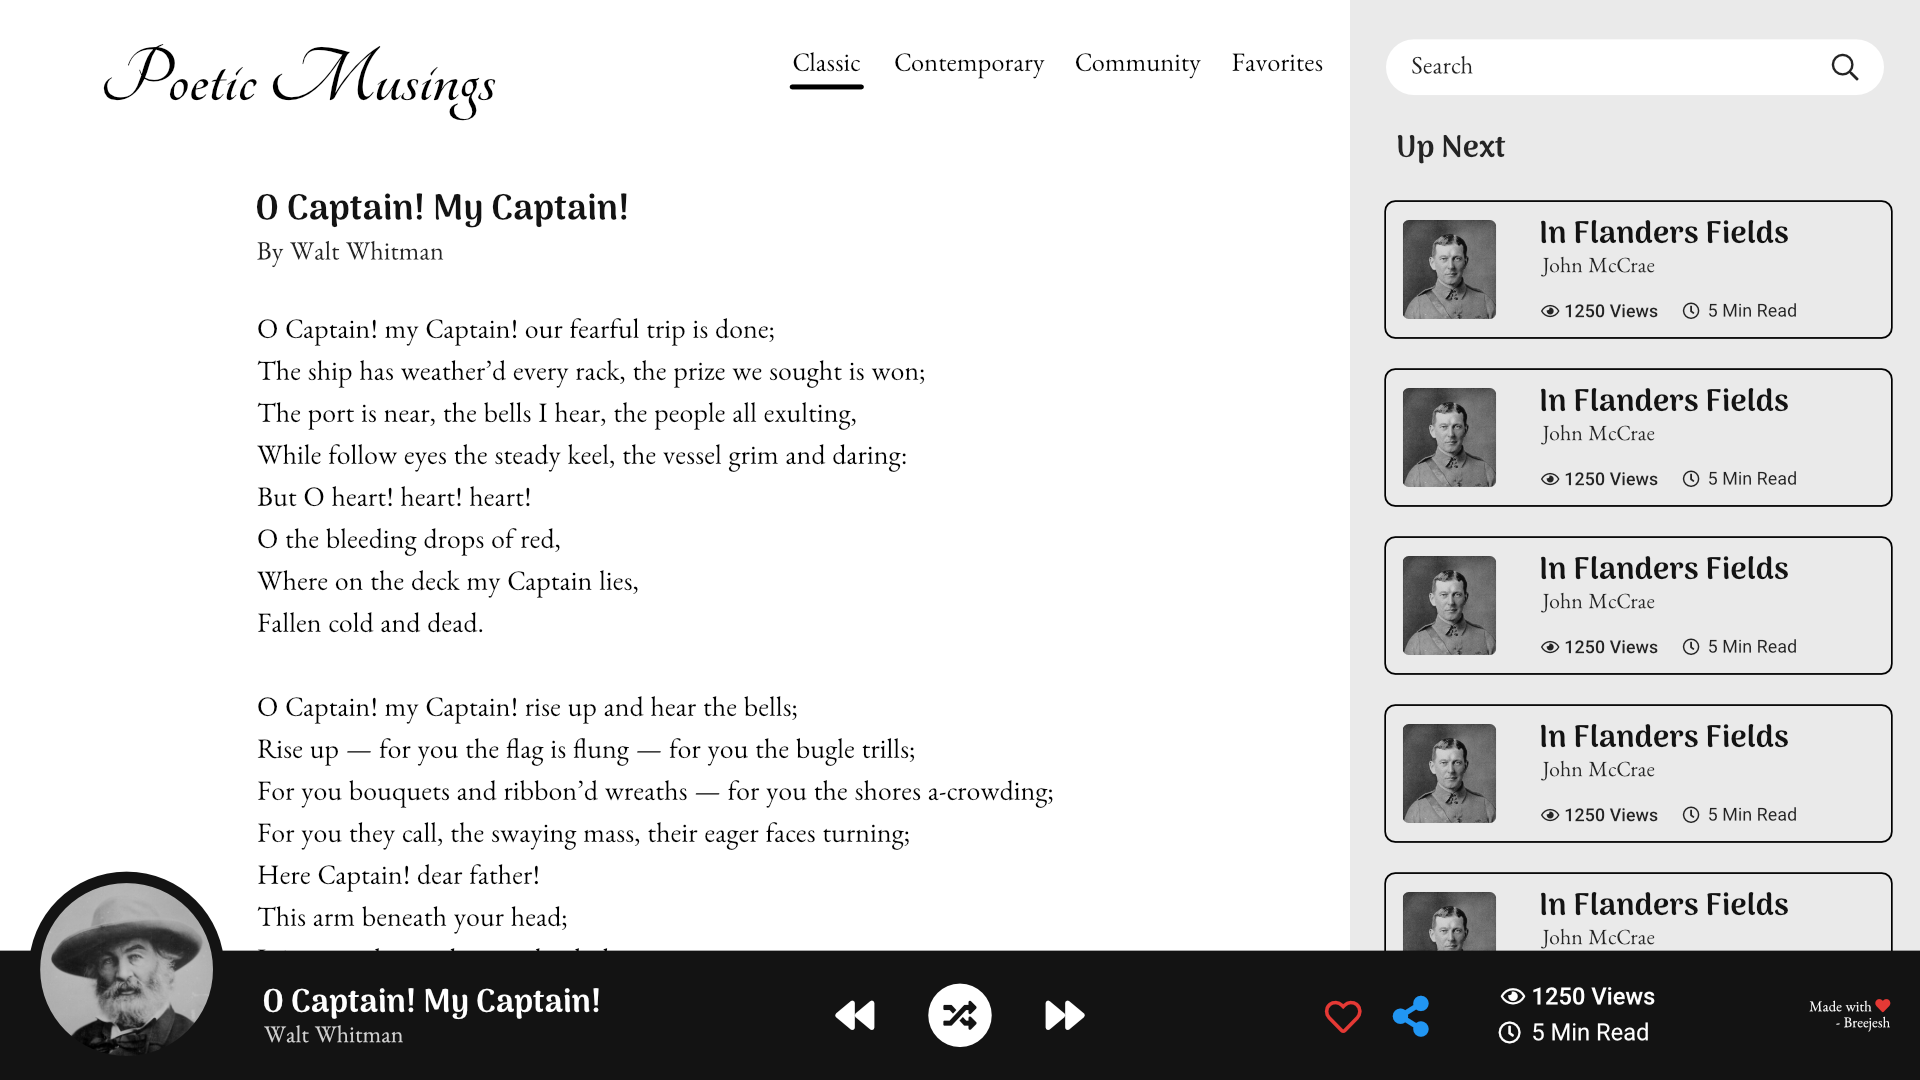 Poetic Musings
Classic
Contemporary
Community
Favorites
Search
O Captain! My Captain!
By Walt Whitman
O Captain! my Captain! our fearful trip is done;
The ship has weather’d every rack, the prize we sought is won;
The port is near, the bells I hear, the people all exulting,
While follow eyes the steady keel, the vessel grim and daring:
But O heart! heart! heart!
O the bleeding drops of red,
Where on the deck my Captain lies,
Fallen cold and dead.
O Captain! my Captain! rise up and hear the bells;
Rise up — for you the flag is flung — for you the bugle trills;
For you bouquets and ribbon’d wreaths — for you the shores a-crowding;
For you they call, the swaying mass, their eager faces turning;
Here Captain! dear father!
This arm beneath your head;
Up Next
In Flanders Fields
John McCrae
1250 Views
5 Min Read
In Flanders Fields
John McCrae
1250 Views
5 Min Read
In Flanders Fields
John McCrae
1250 Views
5 Min Read
In Flanders Fields
John McCrae
1250 Views
5 Min Read
In Flanders Fields
John McCrae
O Captain! My Captain!
Walt Whitman
1250 Views
5 Min Read
Made with ❤
- Breejesh